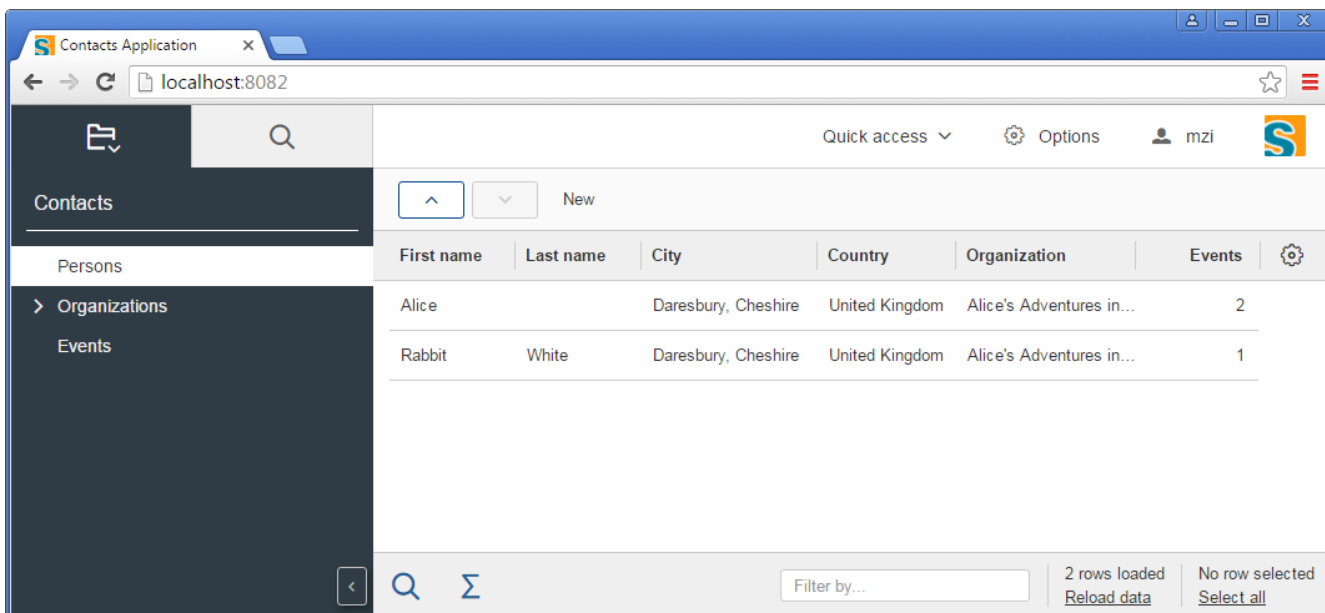 Contacts Application
localhost:8082
Quick access Options mzi
Contacts
New
Persons
Organizations
Events
First name Last name City Country Organization Events
Alice Daresbury, Cheshire United Kingdom Alice's Adventures in... 2
Rabbit White Daresbury, Cheshire United Kingdom Alice's Adventures in... 1
Σ
Filter by...
2 rows loaded
Reload data
No row selected
Select all